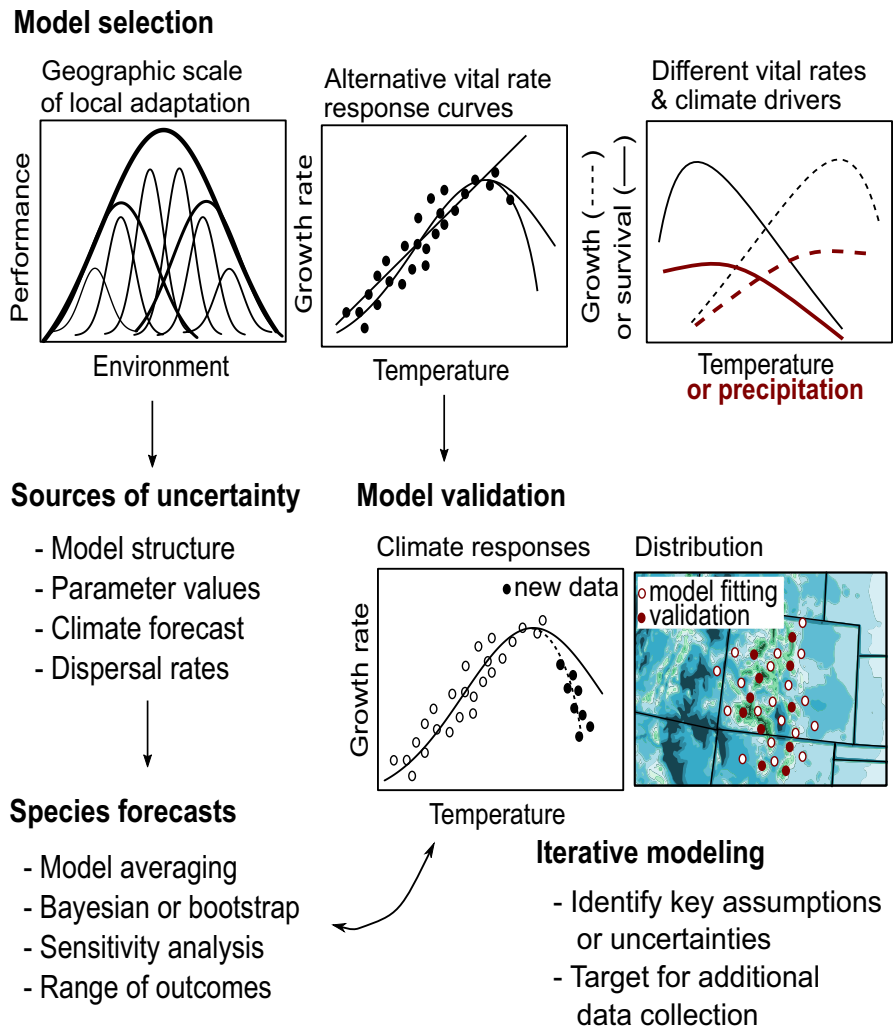 Model selection
Geographic scale
of local adaptation
Performance
Environment
Alternative vital rate
response curves
Growth rate
Temperature
Different vital rates
& climate drivers
Growth (----)
or survival (—)
Temperature
or precipitation
Sources of uncertainty
- Model structure
- Parameter values
- Climate forecast
- Dispersal rates
Model validation
Climate responses
new data
Growth rate
Temperature
Distribution
model fitting
validation
Species forecasts
- Model averaging
- Bayesian or bootstrap
- Sensitivity analysis
- Range of outcomes
Iterative modeling
- Identify key assumptions
or uncertainties
- Target for additional
data collection